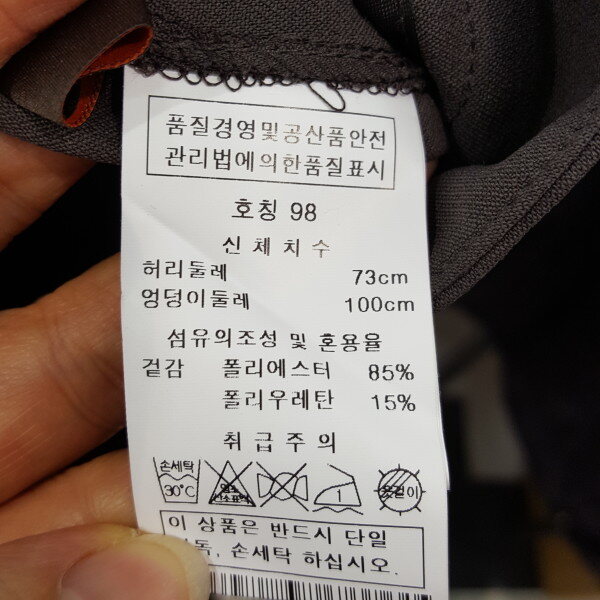 품질경영및공산품안전
관리법에의한품질표시
호칭 98
신체치수
허리둘레 73cm
엉덩이둘레 100cm
섬유의조성 및 혼용율
겉감 폴리에스터 85%
폴리우레탄 15%
취급주의
손세탁
30℃
옷걸이
이 상품은 반드시 단일
손세탁 하십시오.